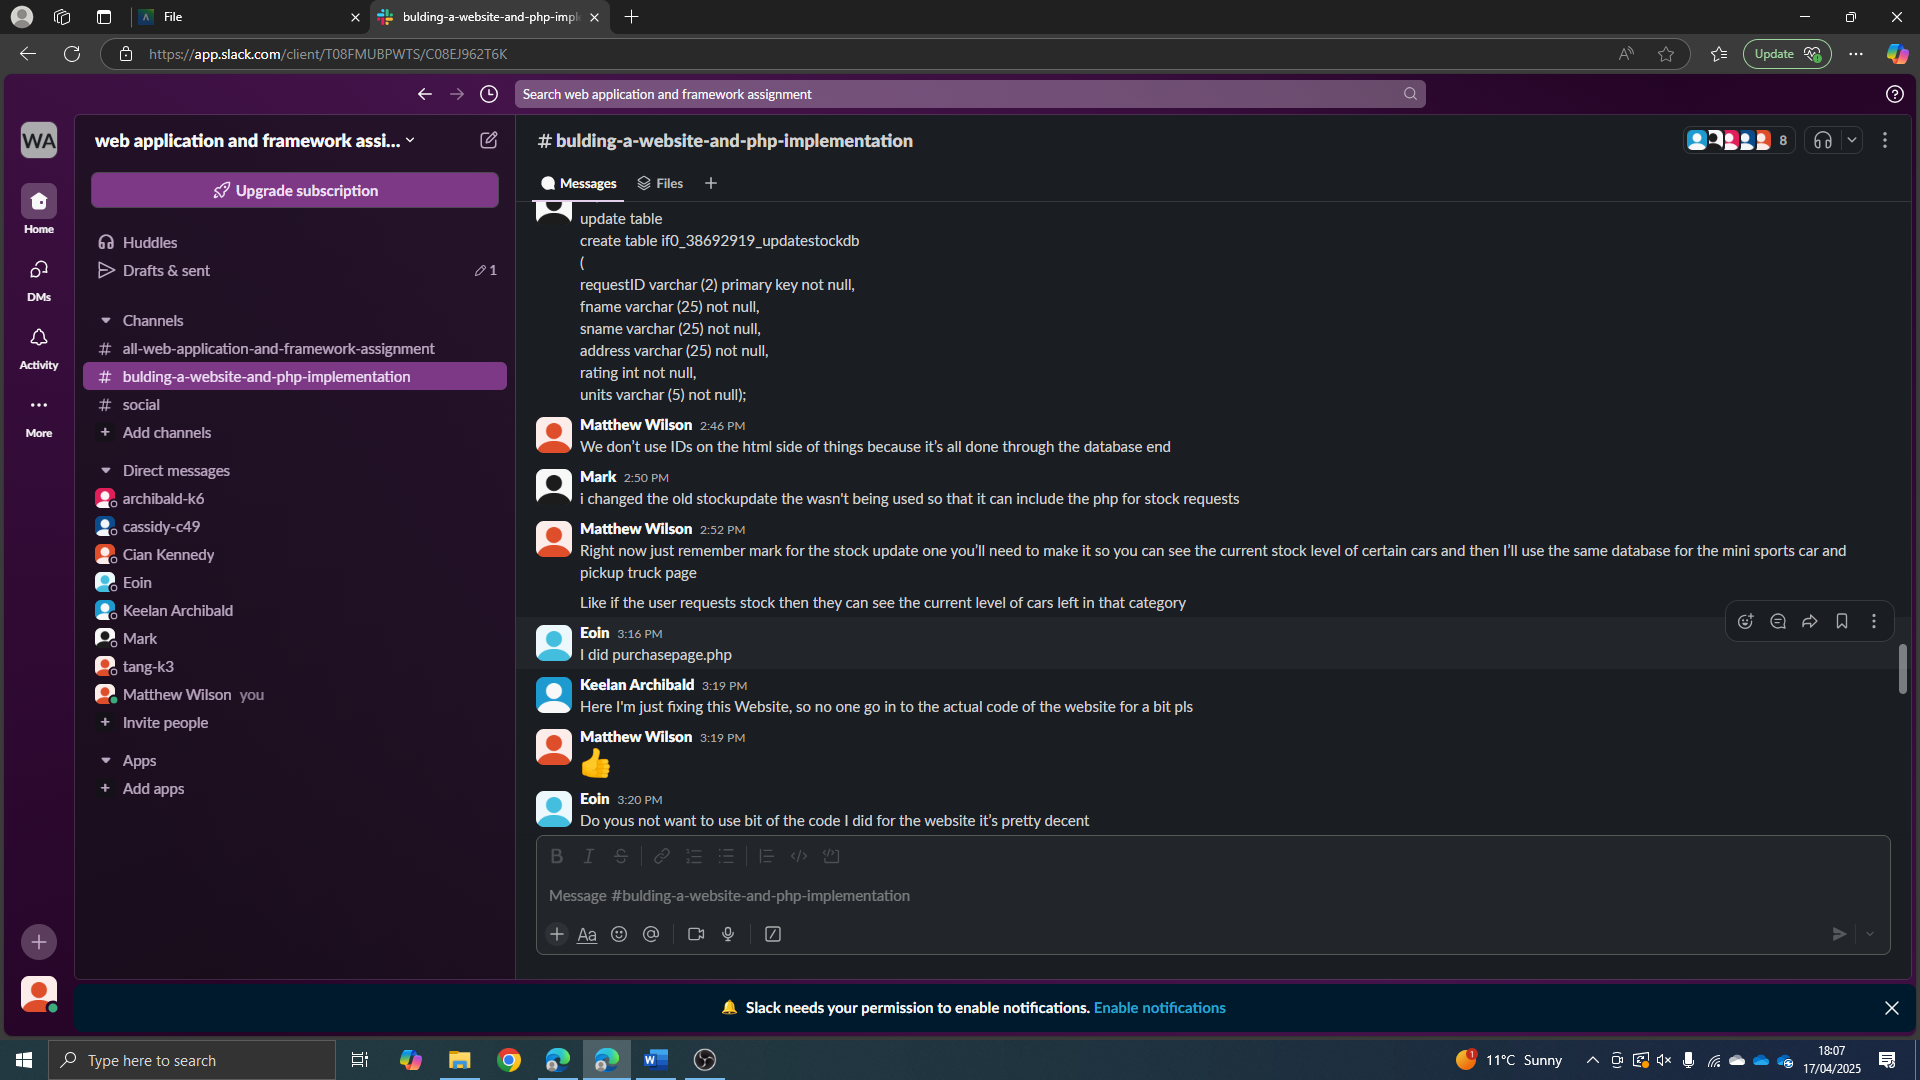 File
bulding-a-website-and-php-imple
https://app.slack.com/client/T08FMUBPWTS/C08EJ962T6K
Update
Search web application and framework assignment
WA
web application and framework assi...
Upgrade subscription
Home
DMs
Activity
More
Huddles
Drafts & sent
1
Channels
# all-web-application-and-framework-assignment
# bulding-a-website-and-php-implementation
# social
+ Add channels
Direct messages
archibald-k6
cassidy-c49
Cian Kennedy
Eoin
Keelan Archibald
Mark
tang-k3
Matthew Wilson you
+ Invite people
Apps
+ Add apps
# bulding-a-website-and-php-implementation
8
Messages
Files
update table
create table if0_38692919_updatestockdb
(
requestID varchar (2) primary key not null,
fname varchar (25) not null,
sname varchar (25) not null,
address varchar (25) not null,
rating int not null,
units varchar (5) not null);
Matthew Wilson 2:46 PM
We don’t use IDs on the html side of things because it’s all done through the database end
Mark 2:50 PM
i changed the old stockupdate the wasn't being used so that it can include the php for stock requests
Matthew Wilson 2:52 PM
Right now just remember mark for the stock update one you’ll need to make it so you can see the current stock level of certain cars and then I’ll use the same database for the mini sports car and
pickup truck page
Like if the user requests stock then they can see the current level of cars left in that category
Eoin 3:16 PM
I did purchasepage.php
Keelan Archibald 3:19 PM
Here I'm just fixing this Website, so no one go in to the actual code of the website for a bit pls
Matthew Wilson 3:19 PM
👍
Eoin 3:20 PM
Do yous not want to use bit of the code I did for the website it’s pretty decent
B I S
Message #bulding-a-website-and-php-implementation
Aa
Slack needs your permission to enable notifications. Enable notifications
Type here to search
1
11°C Sunny
18:07
17/04/2025